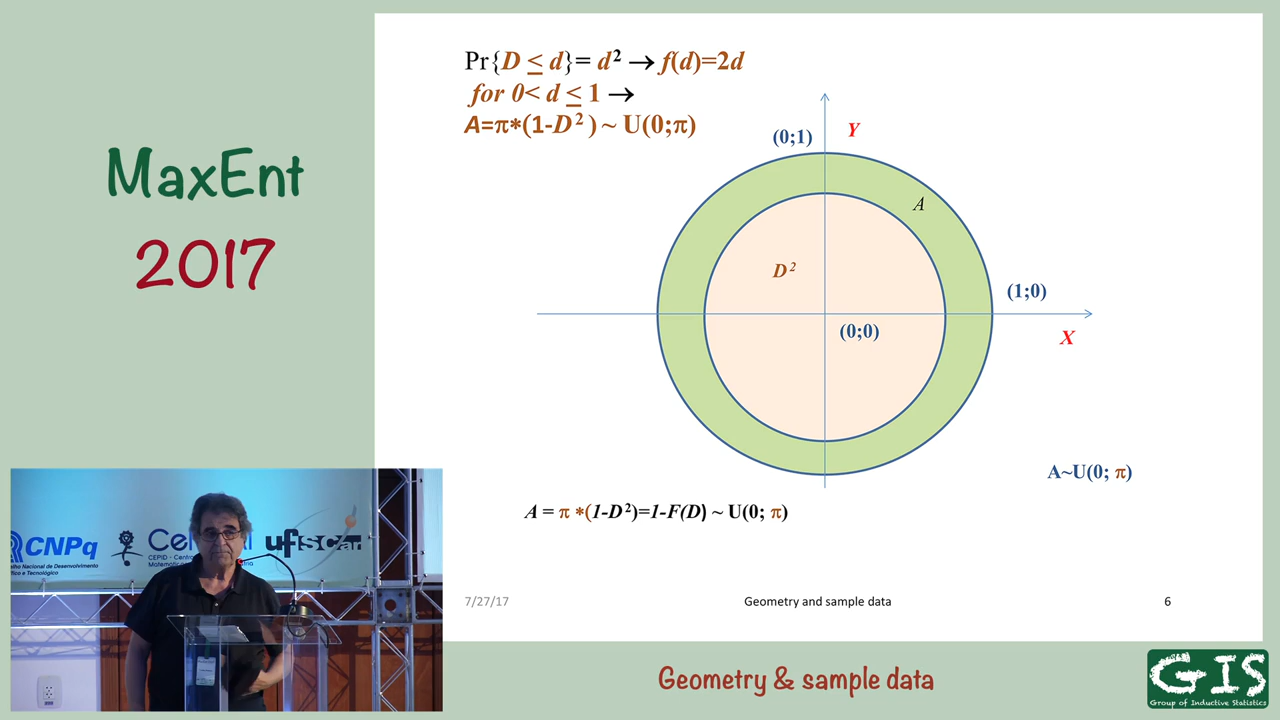 MaxEnt
2017
Pr{D ≤ d}= d² → f(d)=2d
for 0< d ≤ 1 →
A=π*(1-D² ) ~ U(0;π)
(0;1)
Y
A
D²
(1;0)
(0;0)
X
A~U(0; π)
A = π *(1-D²)=1-F(D) ~ U(0; π)
7/27/17
Geometry and sample data
6
CNPq
ufscar
CEPID - Centro
Geometry & sample data
GIS
Group of Inductive Statistics